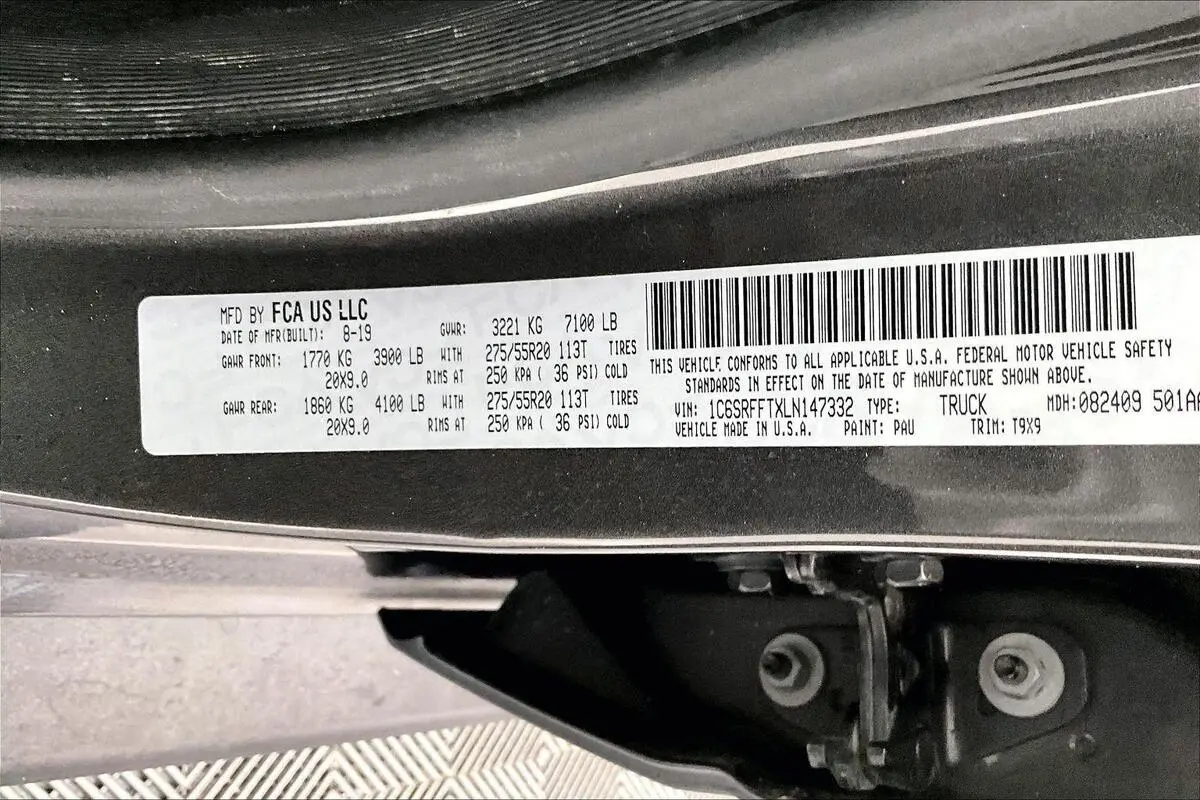 MFD BY FCA US LLC
DATE OF MFR(BUILT): 8-19 GVWR: 3221 KG 7100 LB
GAWR FRONT: 1770 KG 3900 LB WITH 275/55R20 113T TIRES
20X9.0 RIMS AT 250 KPA ( 36 PSI) COLD
GAWR REAR: 1860 KG 4100 LB WITH 275/55R20 113T TIRES
20X9.0 RIMS AT 250 KPA ( 36 PSI) COLD
THIS VEHICLE CONFORMS TO ALL APPLICABLE U.S.A. FEDERAL MOTOR VEHICLE SAFETY
STANDARDS IN EFFECT ON THE DATE OF MANUFACTURE SHOWN ABOVE.
VIN: 1C6SRFFTXLN147332 TYPE: TRUCK MDH:082409 501AA
VEHICLE MADE IN U.S.A. PAINT: PAU TRIM: T9X9